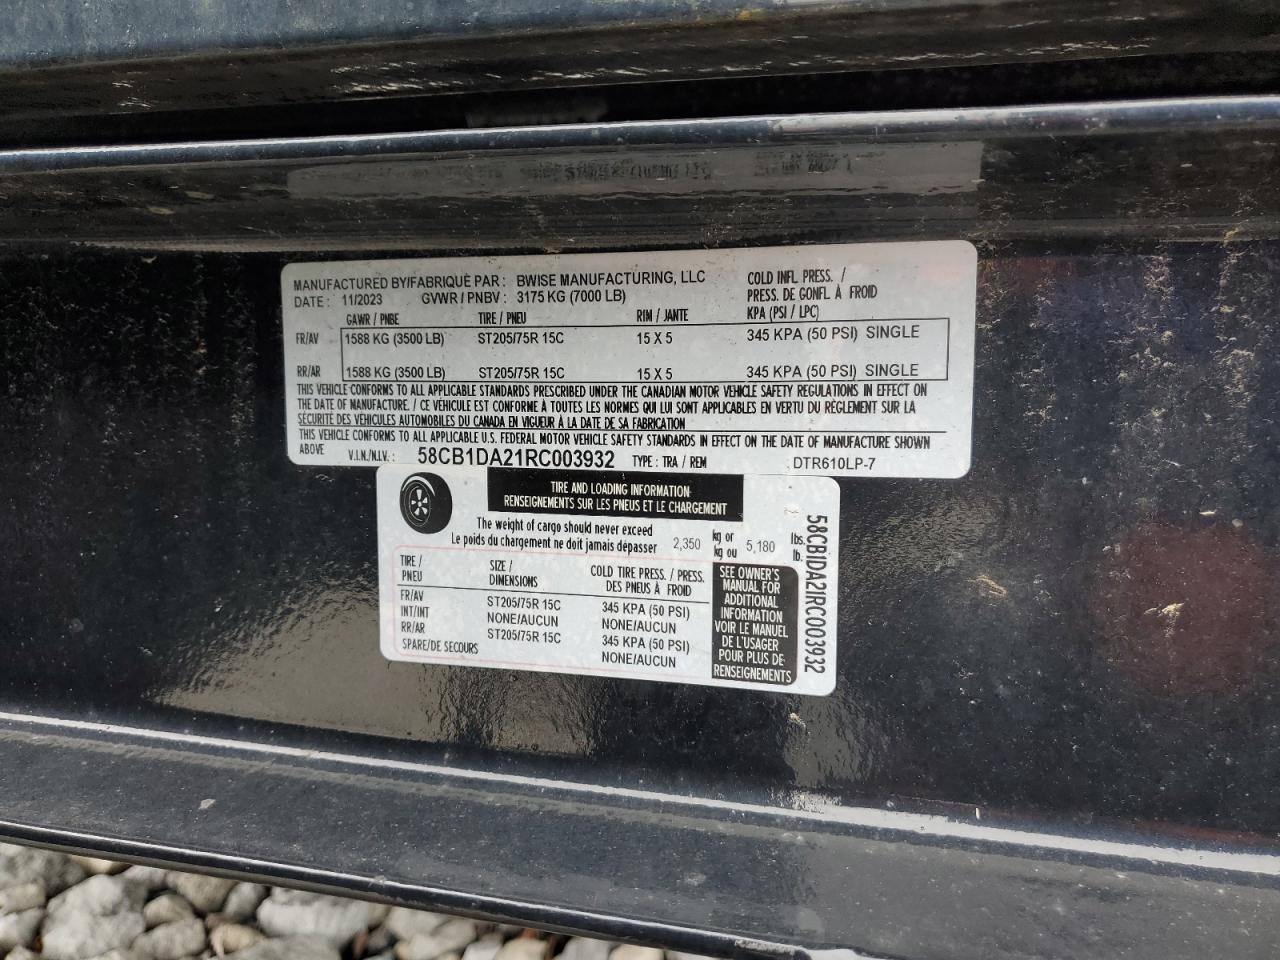 MANUFACTURED BY/FABRIQUÉ PAR : BWISE MANUFACTURING, LLC
DATE : 11/2023 GVWR / PNBV : 3175 KG (7000 LB)
COLD INFL. PRESS. /
PRESS. DE GONFL À FROID
GAWR / PNBE TIRE / PNEU RIM / JANTE KPA (PSI / LPC)
FR/AV 1588 KG (3500 LB) ST205/75R 15C 15 X 5 345 KPA (50 PSI) SINGLE
RR/AR 1588 KG (3500 LB) ST205/75R 15C 15 X 5 345 KPA (50 PSI) SINGLE
THIS VEHICLE CONFORMS TO ALL APPLICABLE STANDARDS PRESCRIBED UNDER THE CANADIAN MOTOR VEHICLE SAFETY REGULATIONS IN EFFECT ON
THE DATE OF MANUFACTURE. / CE VÉHICULE EST CONFORME À TOUTES LES NORMES QUI LUI SONT APPLICABLES EN VERTU DU RÈGLEMENT SUR LA
SÉCURITÉ DES VÉHICULES AUTOMOBILES DU CANADA EN VIGUEUR À LA DATE DE SA FABRICATION
THIS VEHICLE CONFORMS TO ALL APPLICABLE U.S. FEDERAL MOTOR VEHICLE SAFETY STANDARDS IN EFFECT ON THE DATE OF MANUFACTURE SHOWN
ABOVE V.I.N./N.I.V.: 58CB1DA21RC003932 TYPE : TRA / REM DTR610LP-7
TIRE AND LOADING INFORMATION
RENSEIGNEMENTS SUR LES PNEUS ET LE CHARGEMENT
The weight of cargo should never exceed
Le poids du chargement ne doit jamais dépasser 2,350 kg or
kg ou 5,180 lbs.
lb.
TIRE /
PNEU
SIZE /
DIMENSIONS
COLD TIRE PRESS. / PRESS.
DES PNEUS À FROID
FR/AV ST205/75R 15C 345 KPA (50 PSI)
INT/INT NONE/AUCUN NONE/AUCUN
RR/AR ST205/75R 15C 345 KPA (50 PSI)
SPARE/DE SECOURS NONE/AUCUN
SEE OWNER'S
MANUAL FOR
ADDITIONAL
INFORMATION
VOIR LE MANUEL
DE L'USAGER
POUR PLUS DE
RENSEIGNEMENTS
58CB1DA21RC003932